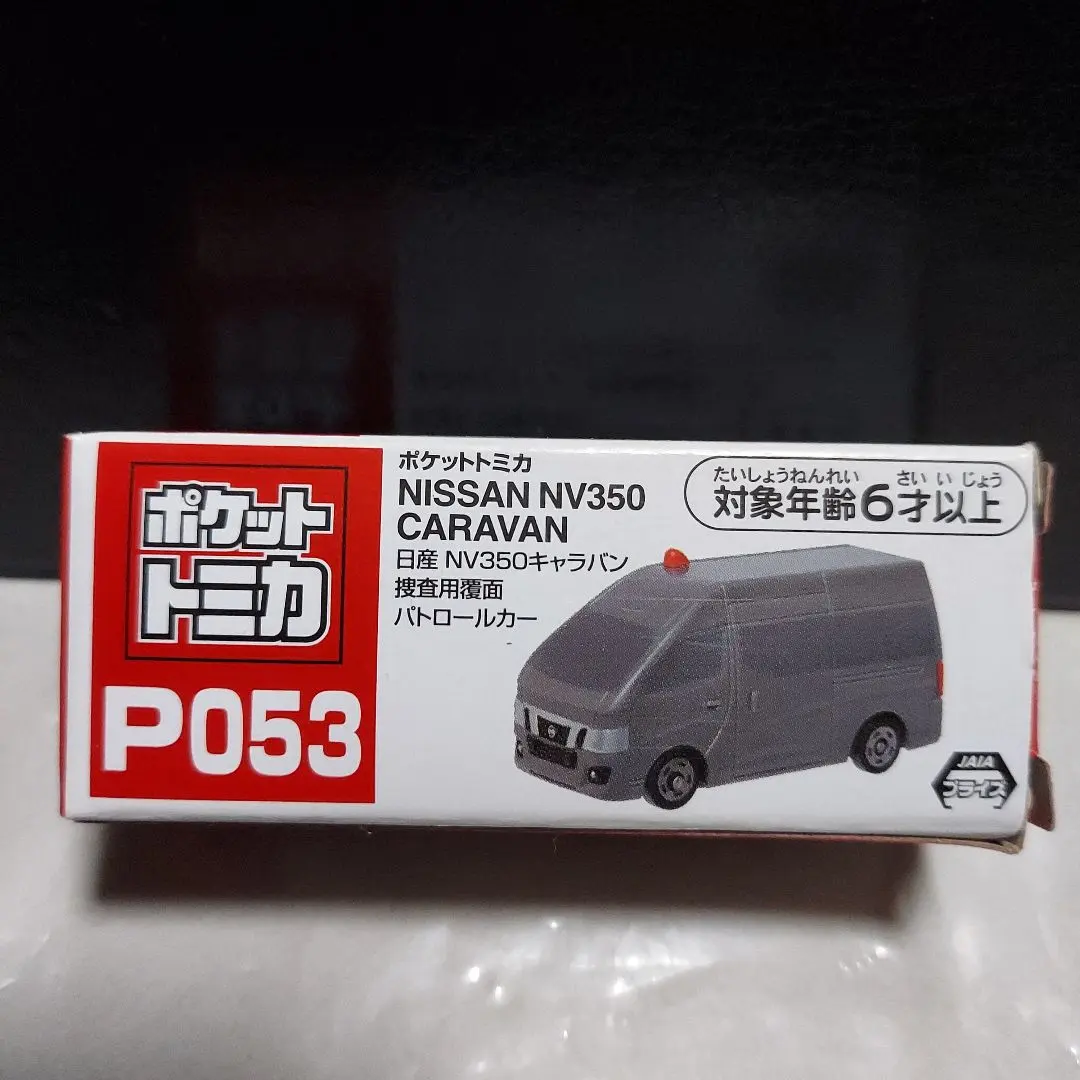 ポケット
トミカ
P053
ポケットトミカ
NISSAN NV350
CARAVAN
日産 NV350キャラバン
捜査用覆面
パトロールカー
たいしょうねんれい さい い じょう
対象年齢6才以上
JAIA
プライズ